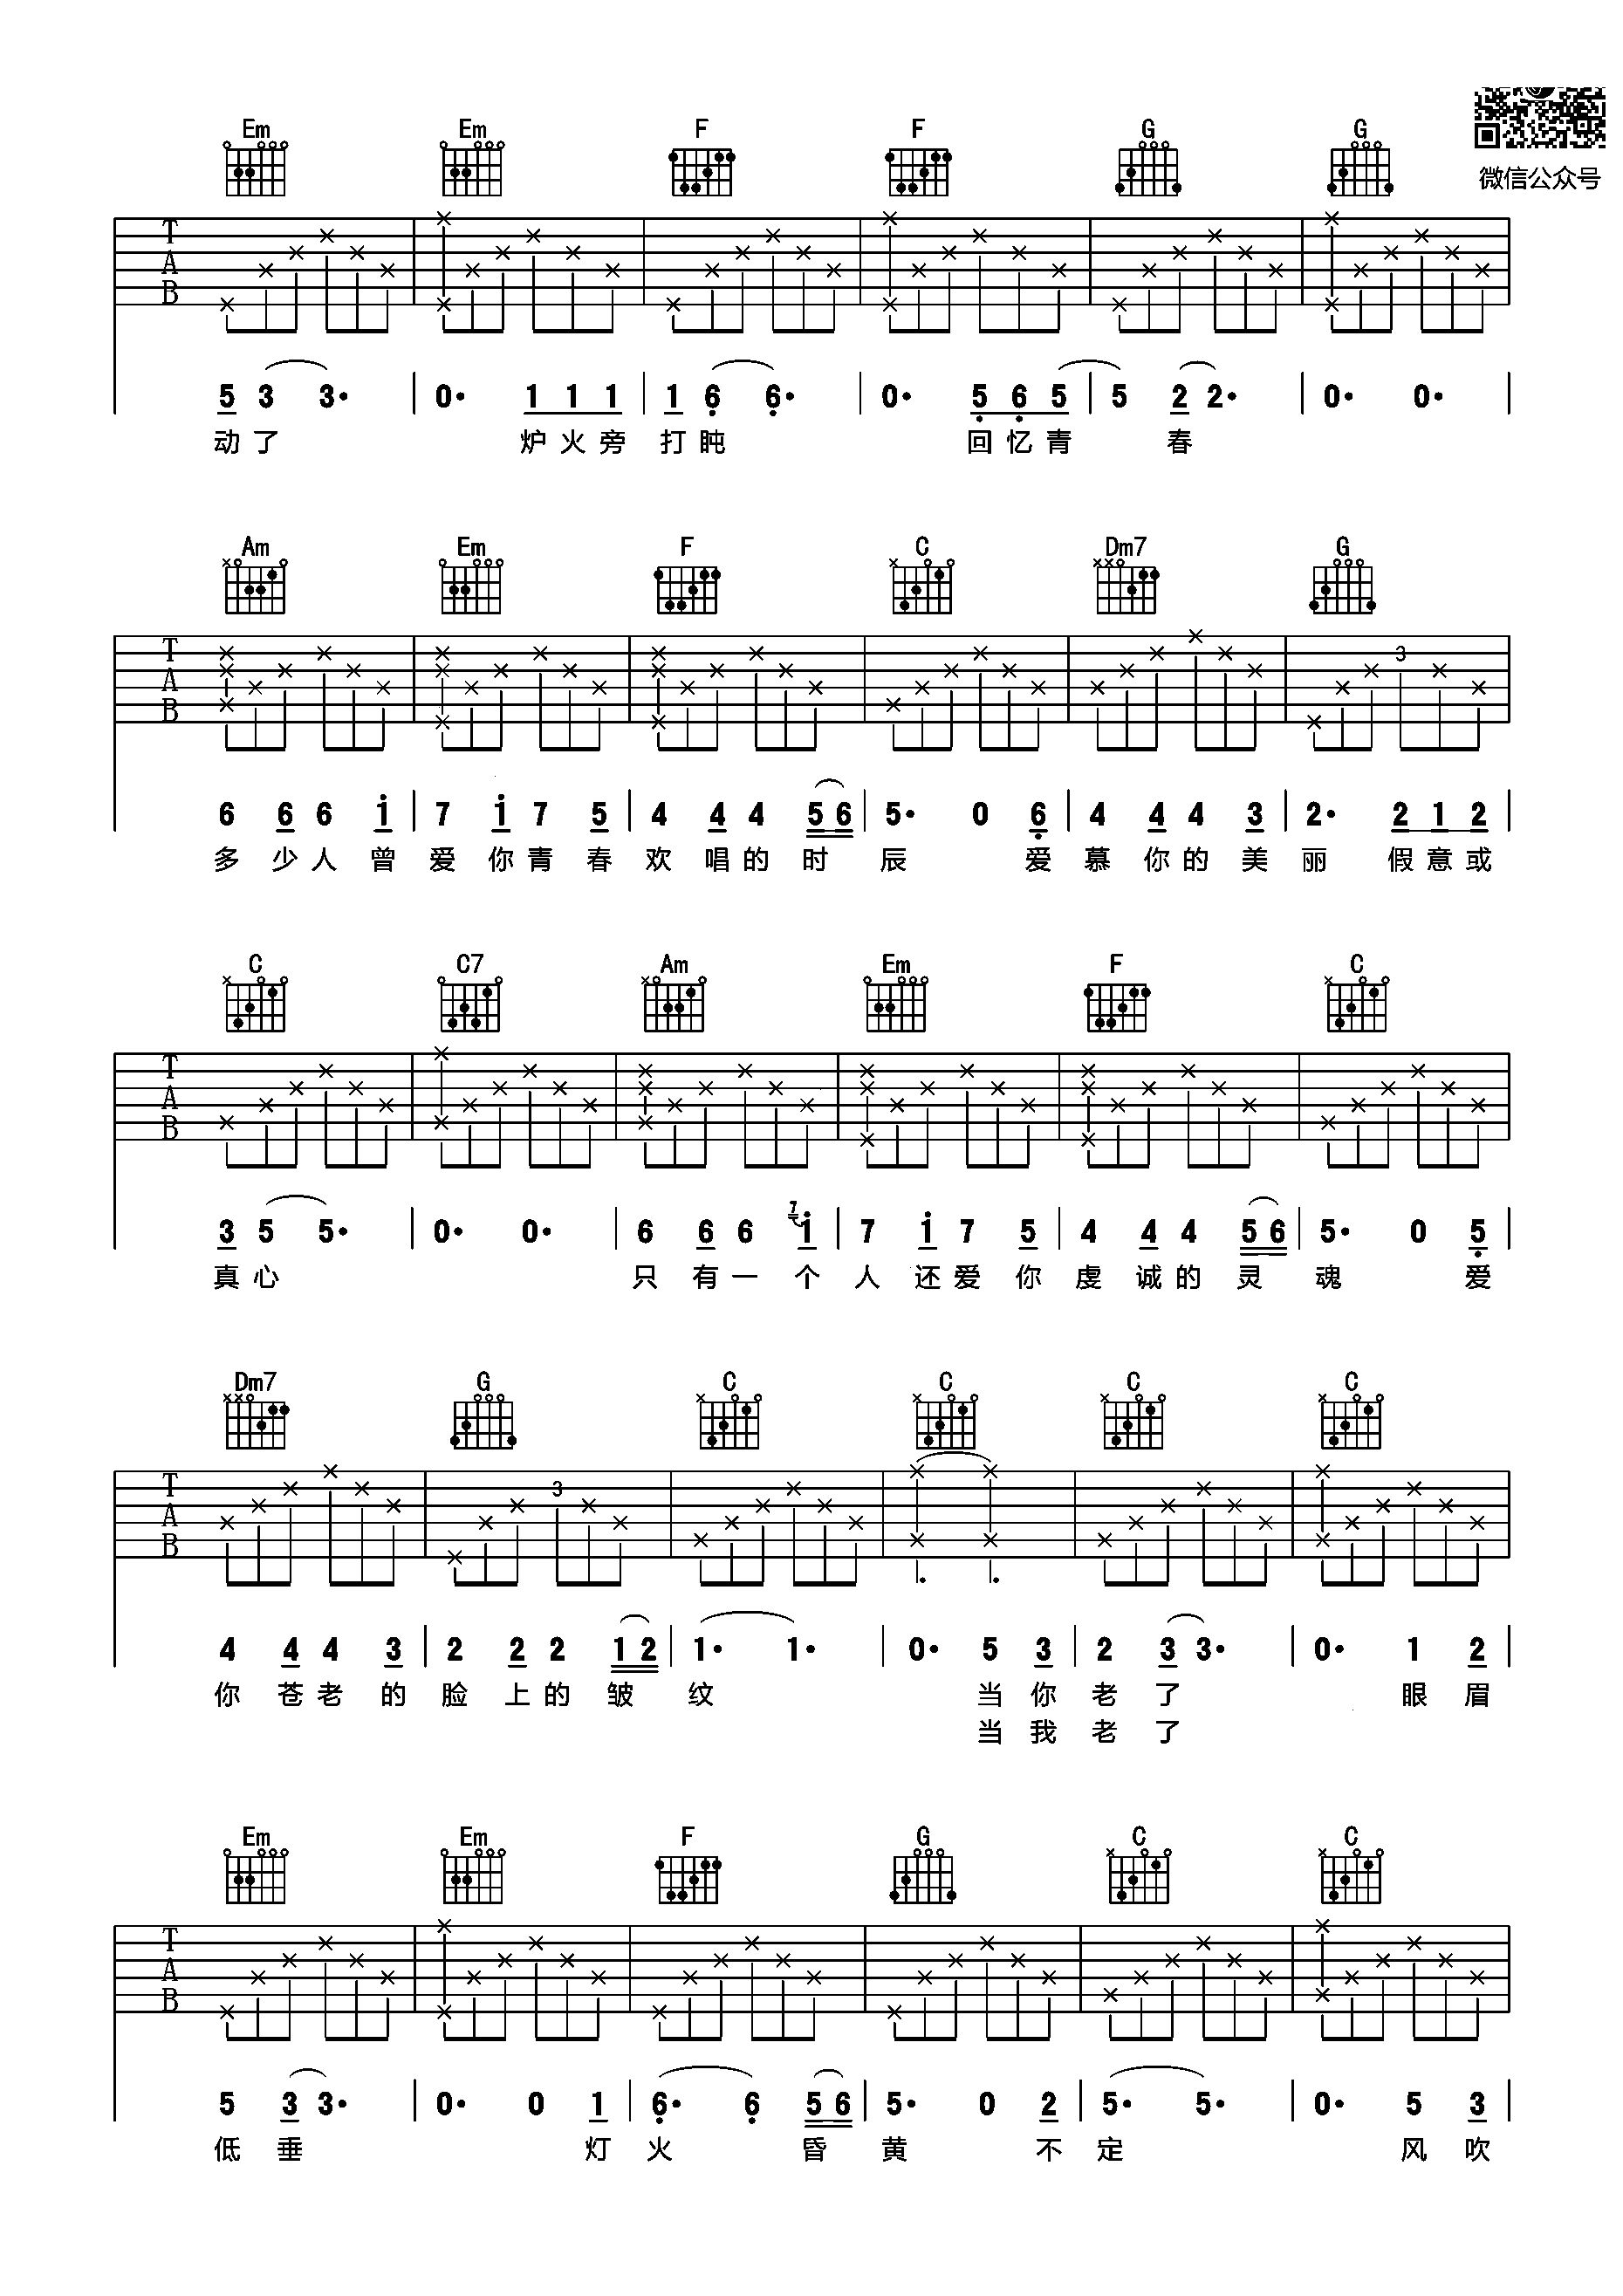 Em Em F F G G
微信公众号
T
A
B
3 3· 0· 1 1 1 1 6 6· 0· 5 6 5 5 2 2· 0· 0·
动了 炉火旁 打盹 回忆青 春
Am Em F C Dm7 G
T 3
A
B
6 6 6 1 7 1 7 5 4 4 4 5 6 5· 0 6 4 4 4 3 2· 2 1 2
多 少人 曾 爱 你青 春 欢 唱的 时 辰 爱 慕 你的 美 丽 假意或
C C7 Am Em F C
T
A
B
7
3 5 5· 0· 0· 6 6 6 1 7 1 7 5 4 4 4 5 6 5· 0 5
真心 只 有一 个 人 还爱 你 虔 诚的 灵 魂 爱
Dm7 G C C C C
T 3
A
B
4 4 4 3 2 2 2 1 2 1· 1· 0· 5 3 2 3 3· 0· 1 2
你 苍老 的 脸 上的 皱 纹 当 你 老 了 眼 眉
当 我 老 了
Em Em F G C C
T
A
B
5 3 3· 0· 0 1 6· 6 5 6 5· 0 2 5· 5· 0· 5 3
低 垂 灯 火 昏 黄 不 定 风 吹